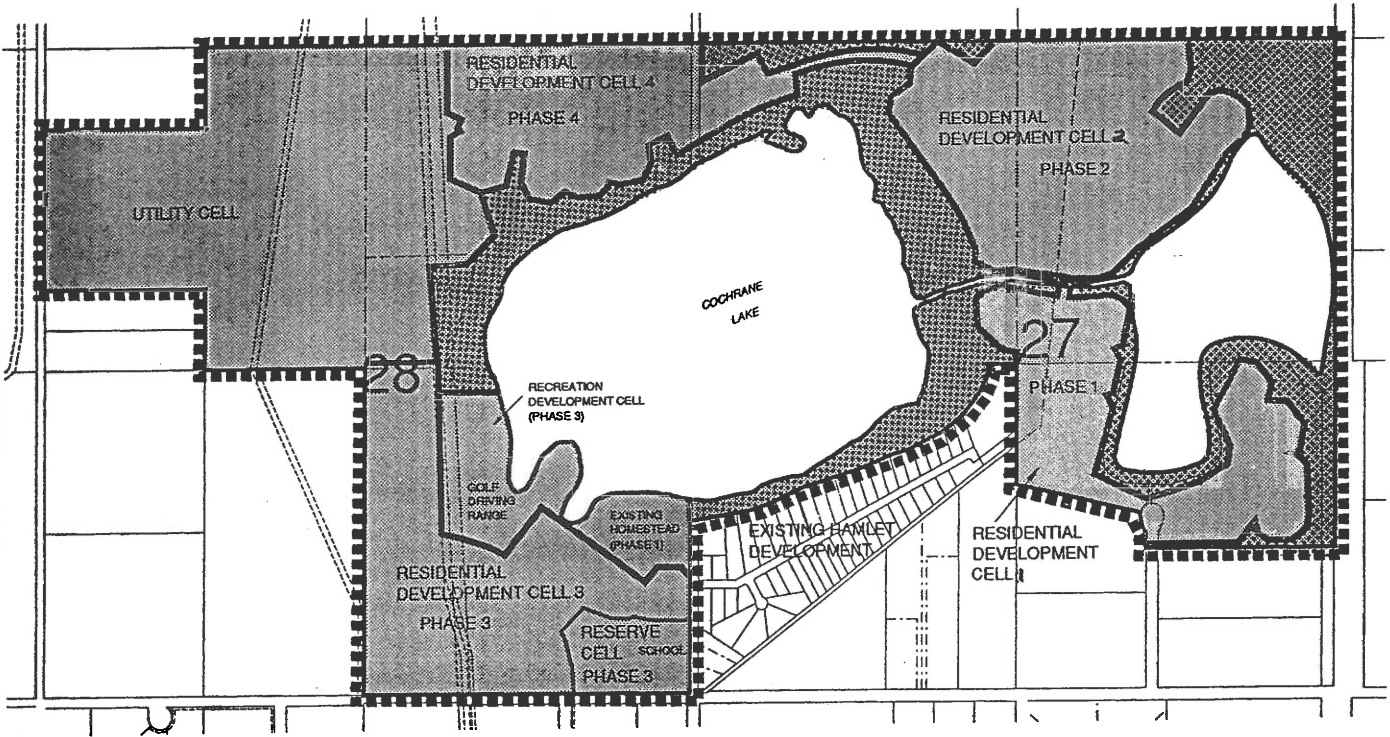 RESIDENTIAL
DEVELOPMENT CELL 4
PHASE 4
RESIDENTIAL
DEVELOPMENT CELL 2
PHASE 2
UTILITY CELL
COCHRANE
LAKE
27
28
PHASE 1
RECREATION
DEVELOPMENT CELL
(PHASE 3)
GOLF
DRIVING
RANGE
EXISTING
HOMESTEAD
(PHASE 1)
EXISTING HAMLET
DEVELOPMENT
RESIDENTIAL
DEVELOPMENT
CELL 1
RESIDENTIAL
DEVELOPMENT CELL 3
PHASE 3
RESERVE
CELL SCHOOL
PHASE 3